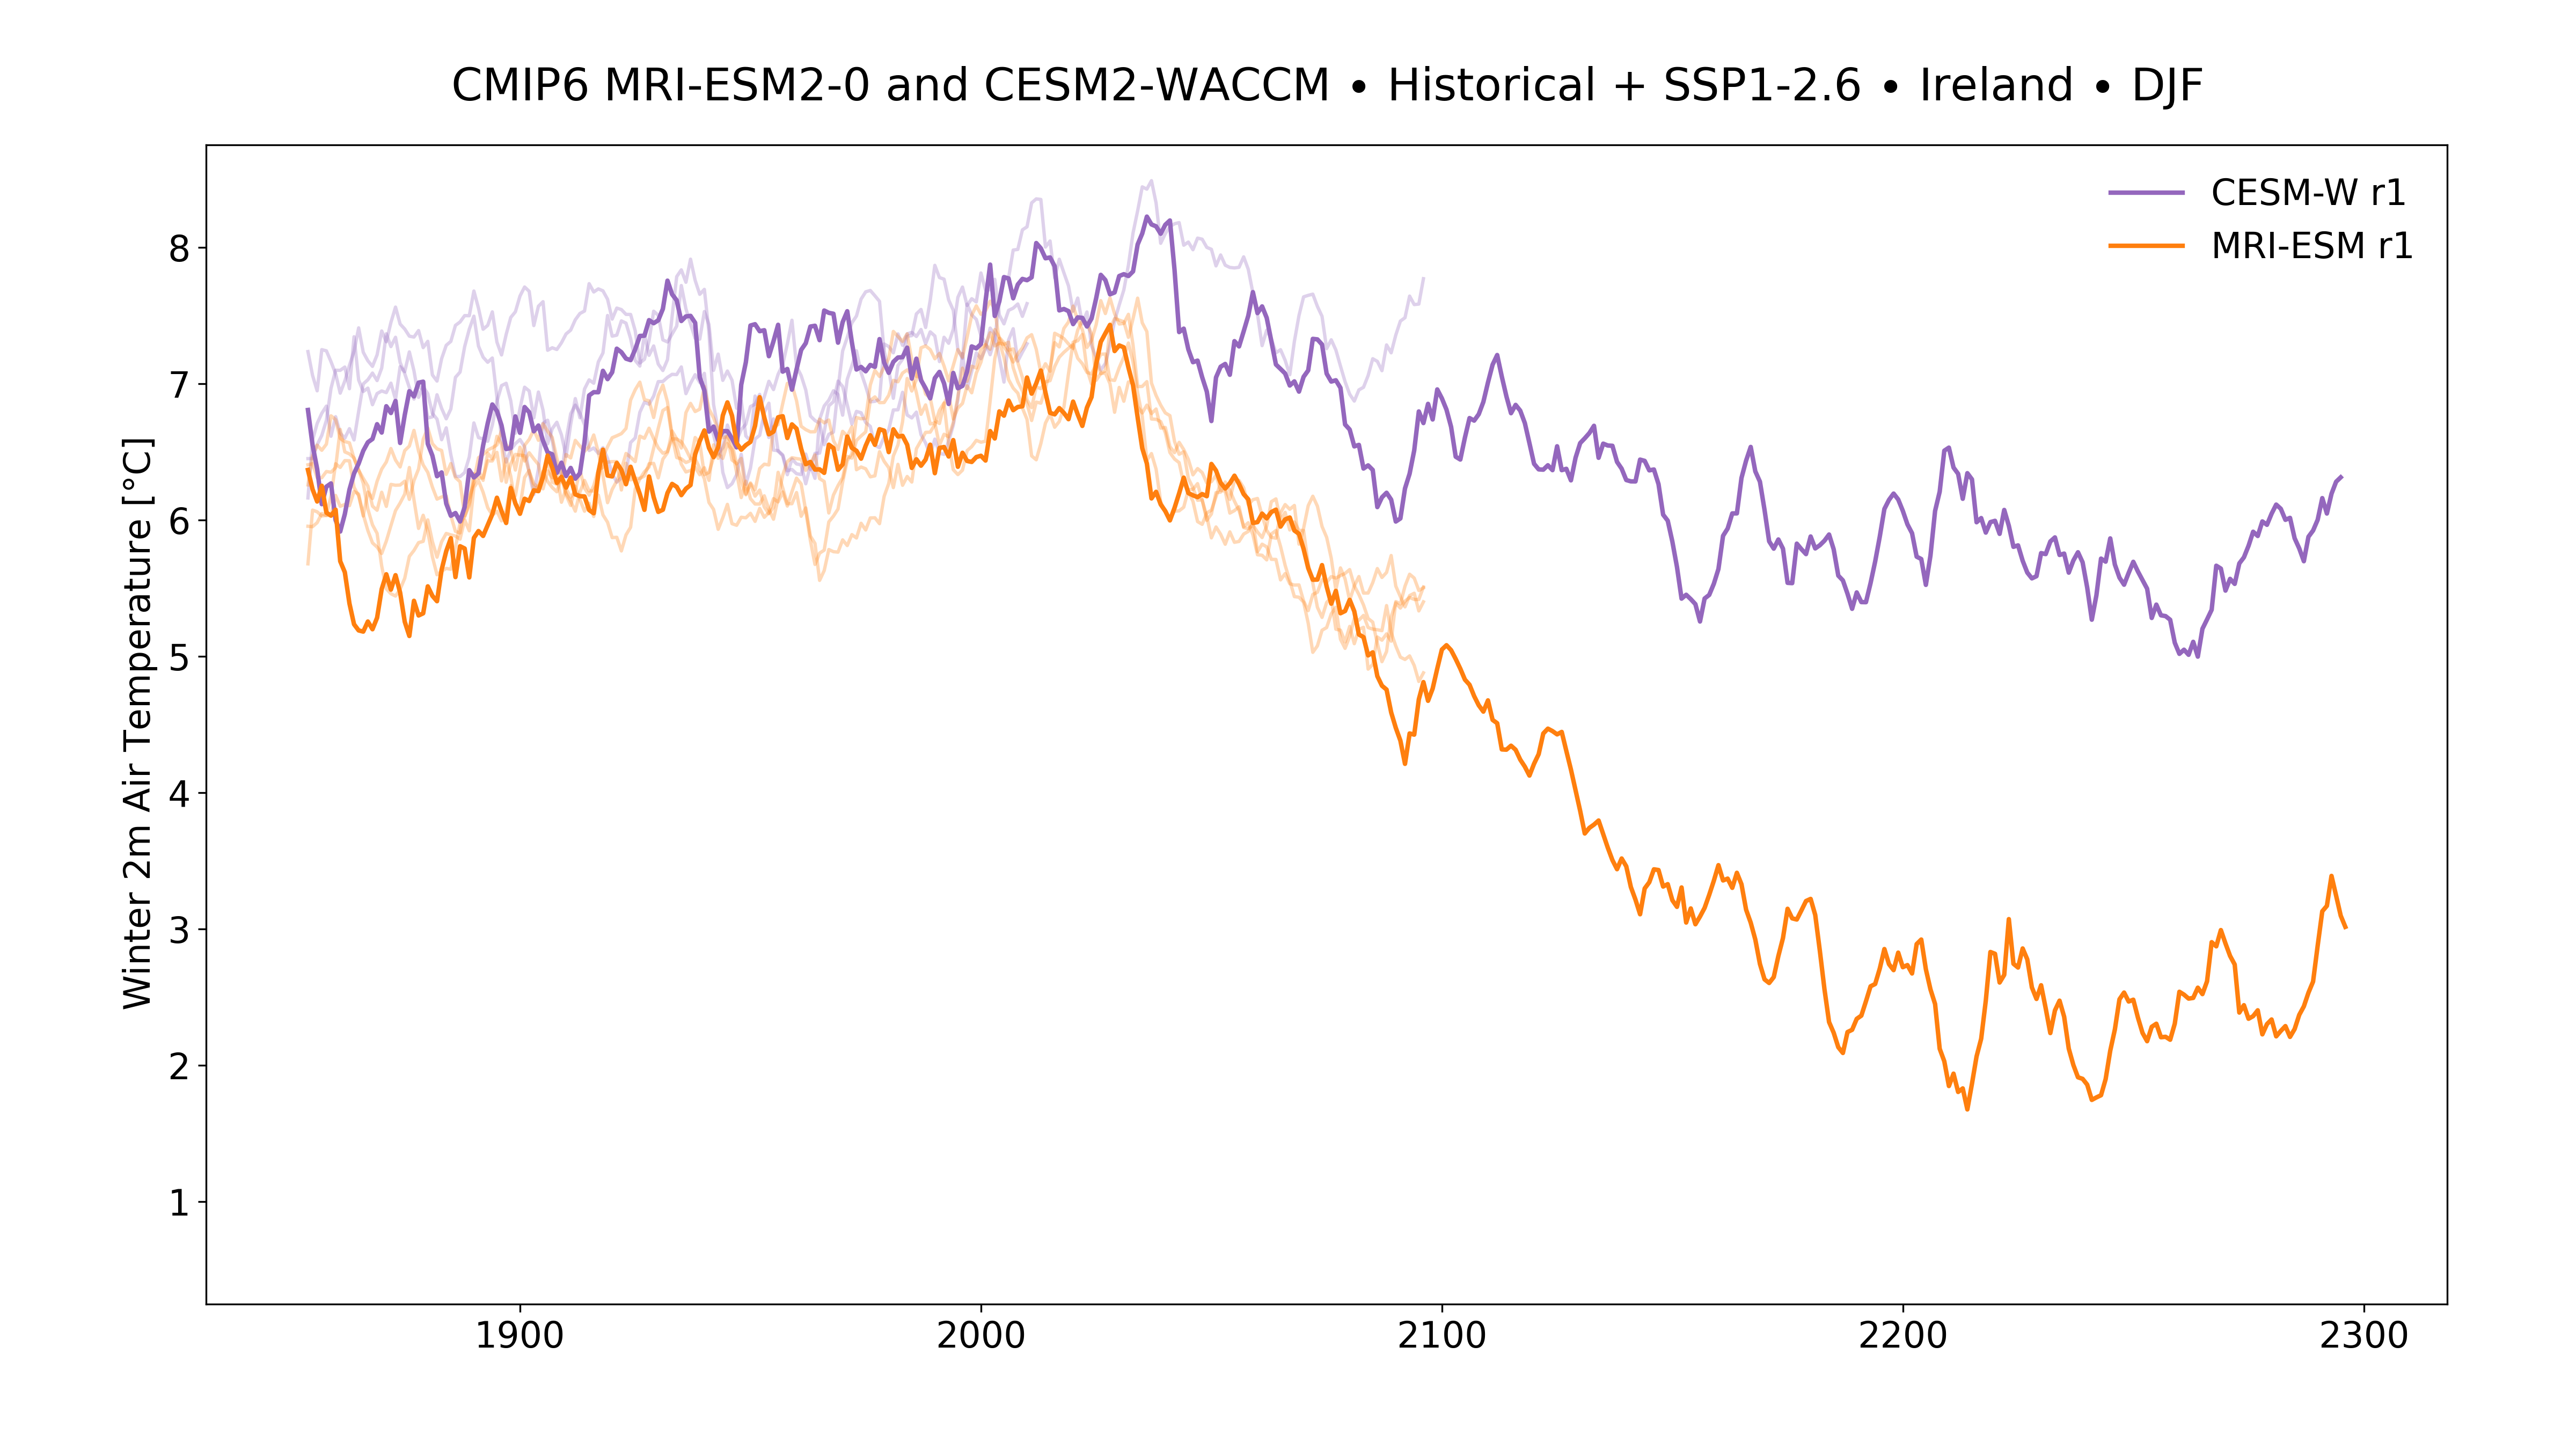 CMIP6 MRI-ESM2-0 and CESM2-WACCM • Historical + SSP1-2.6 • Ireland • DJF
CESM-W r1
MRI-ESM r1
Winter 2m Air Temperature [°C]
8
7
6
5
4
3
2
1
1900 2000 2100 2200 2300